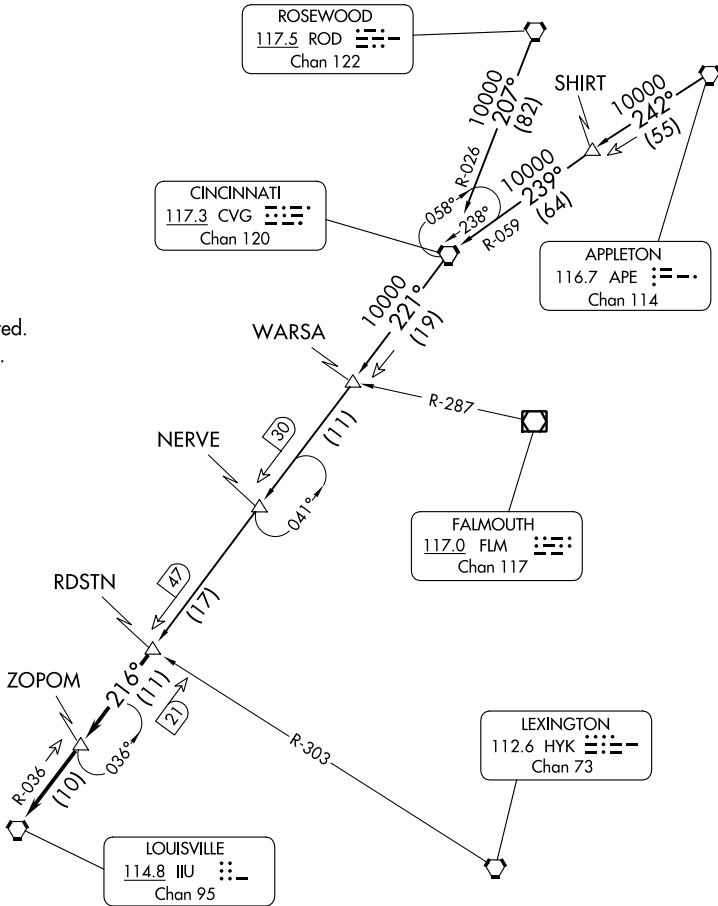 ROSEWOOD
117.5 ROD
Chan 122
SHIRT
10000
207°
(82)
R-026
10000
242°
(55)
10000
239°
(64)
R-059
058°
238°
CINCINNATI
117.3 CVG
Chan 120
APPLETON
116.7 APE
Chan 114
ed.
.
10000
221°
(19)
WARSA
R-287
30
(11)
NERVE
041°
FALMOUTH
117.0 FLM
Chan 117
47
(17)
RDSTN
216°
(11)
21
ZOPOM
036°
R-036
(10)
R-303
LEXINGTON
112.6 HYK
Chan 73
LOUISVILLE
114.8 IIU
Chan 95